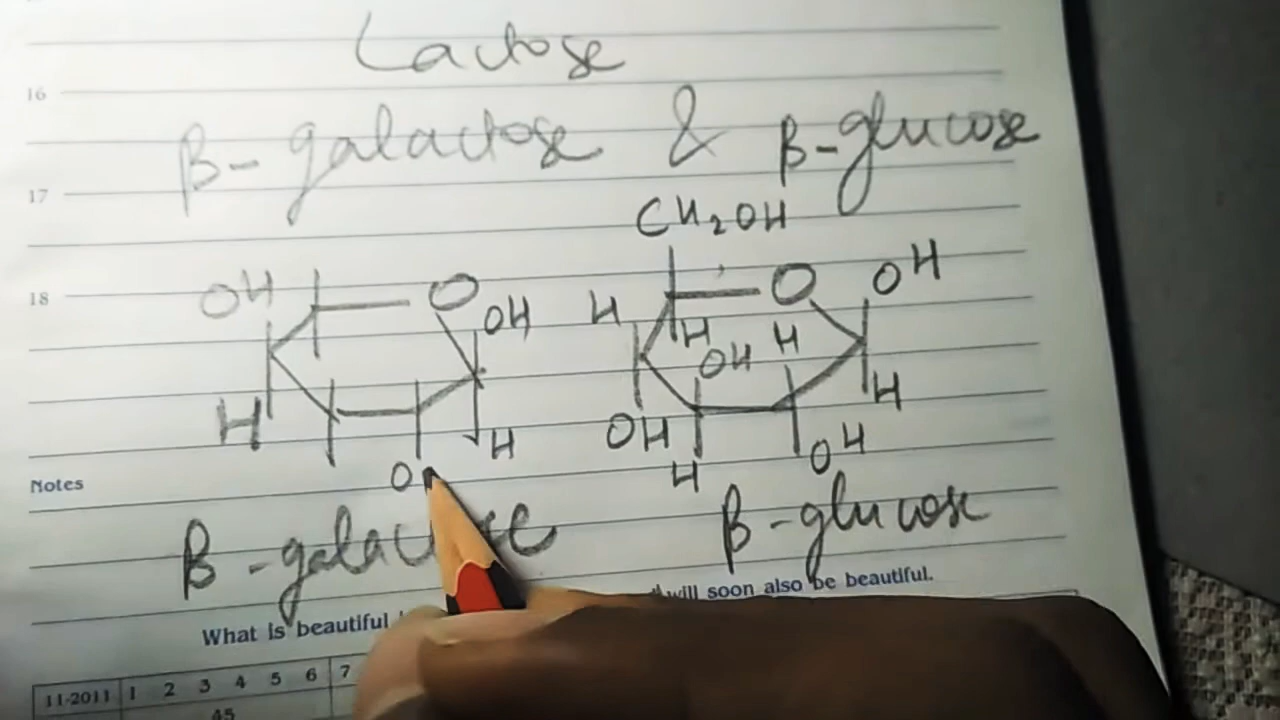 Lactose
16
β- galactose & β-glucose
17
CH₂OH
18
OH O OH
H O OH
H OH H
H H
OH H OH
H
O
Notes
β-glucose
β-gala
will soon also be beautiful.
What is beautiful
11-2011 1 2 3 4 5 6 7
45